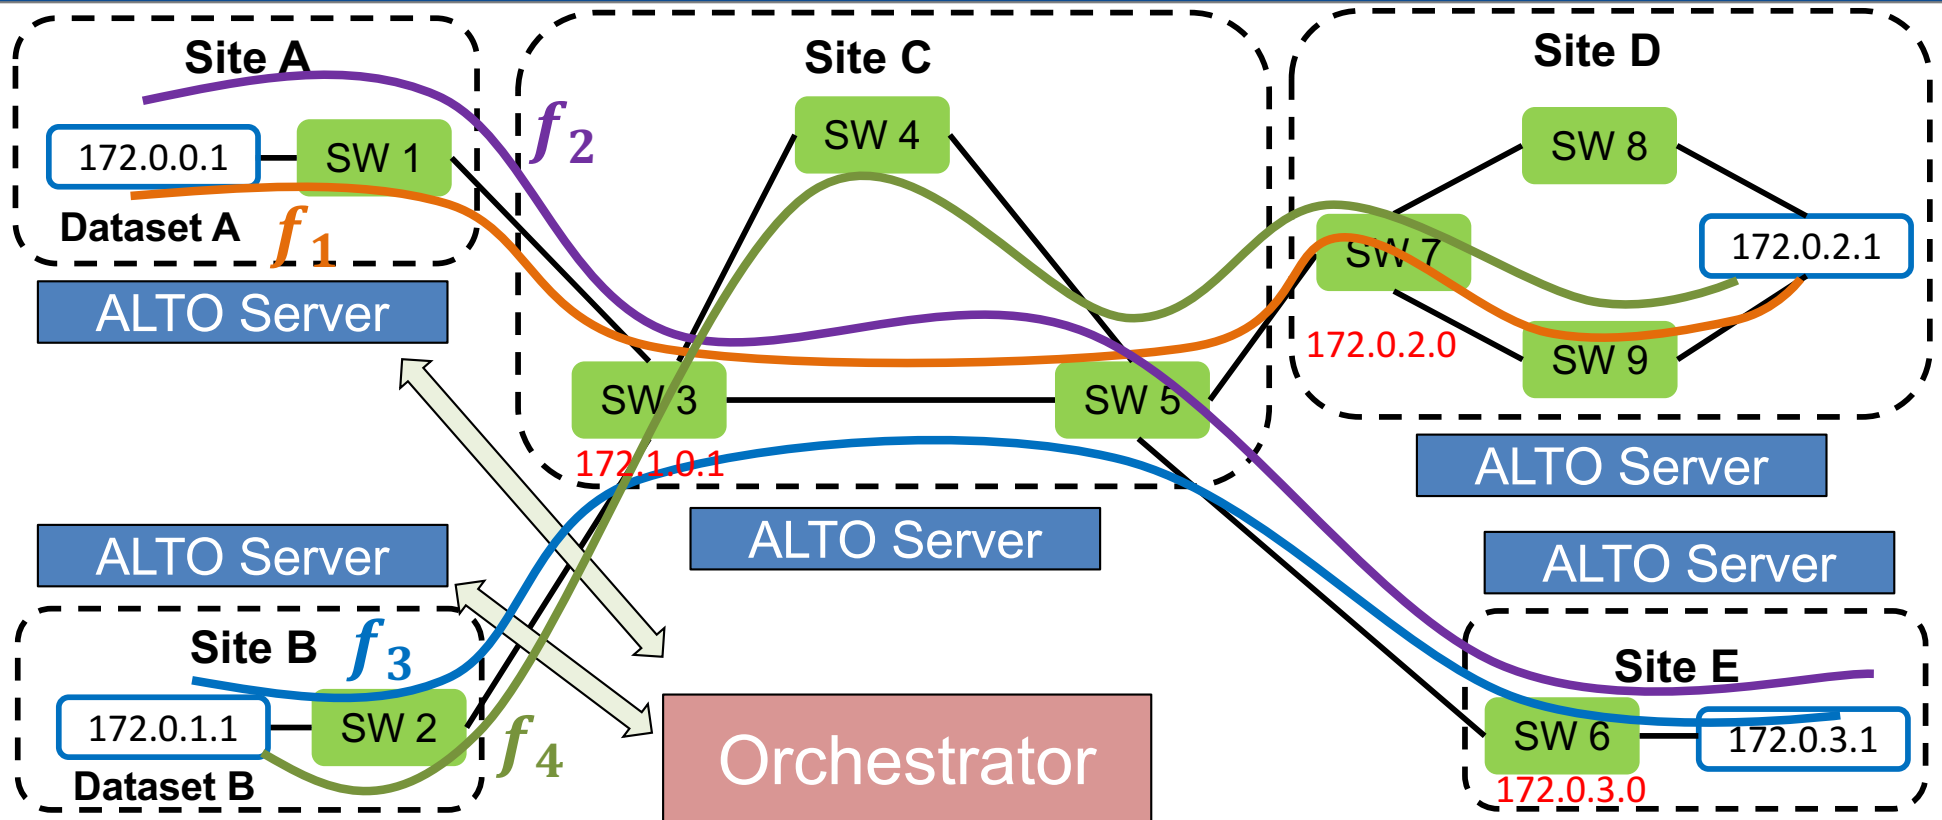 Site A
172.0.0.1
SW 1
Dataset A
f1
ALTO Server
f2
Site C
SW 4
SW 3
SW 5
172.1.0.1
ALTO Server
Site D
SW 8
SW 7
172.0.2.1
172.0.2.0
SW 9
ALTO Server
ALTO Server
Site B
f3
172.0.1.1
SW 2
Dataset B
f4
Orchestrator
ALTO Server
Site E
SW 6
172.0.3.1
172.0.3.0